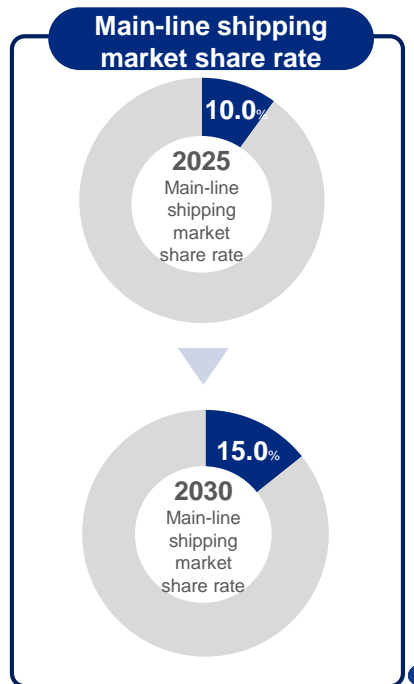 Main-line shipping
market share rate
10.0%
2025
Main-line
shipping
market
share rate
15.0%
2030
Main-line
shipping
market
share rate